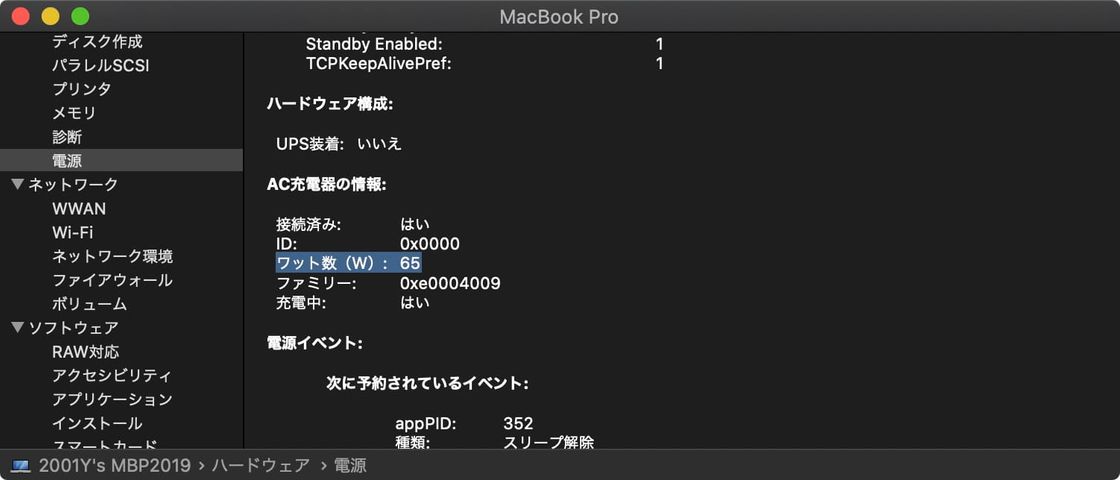 MacBook Pro
ディスク作成
パラレルSCSI
プリンタ
メモリ
診断
電源
ネットワーク
WWAN
Wi-Fi
ネットワーク環境
ファイアウォール
ボリューム
ソフトウェア
RAW対応
アクセシビリティ
アプリケーション
インストール
スマートカード
Standby Enabled: 1
TCPKeepAlivePref: 1
ハードウェア構成:
UPS装着: いいえ
AC充電器の情報:
接続済み: はい
ID: 0x0000
ワット数（W）: 65
ファミリー: 0xe0004009
充電中: はい
電源イベント:
次に予約されているイベント:
appPID: 352
種類: スリープ解除
2001Y's MBP2019 › ハードウェア › 電源